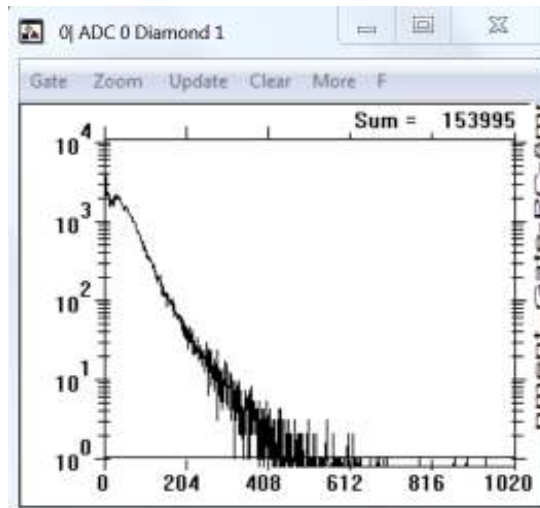 0| ADC 0 Diamond 1
Gate Zoom Update Clear More F
Sum = 153995
10^4
10^3
10^2
10^1
10^0
0 204 408 612 816 1020